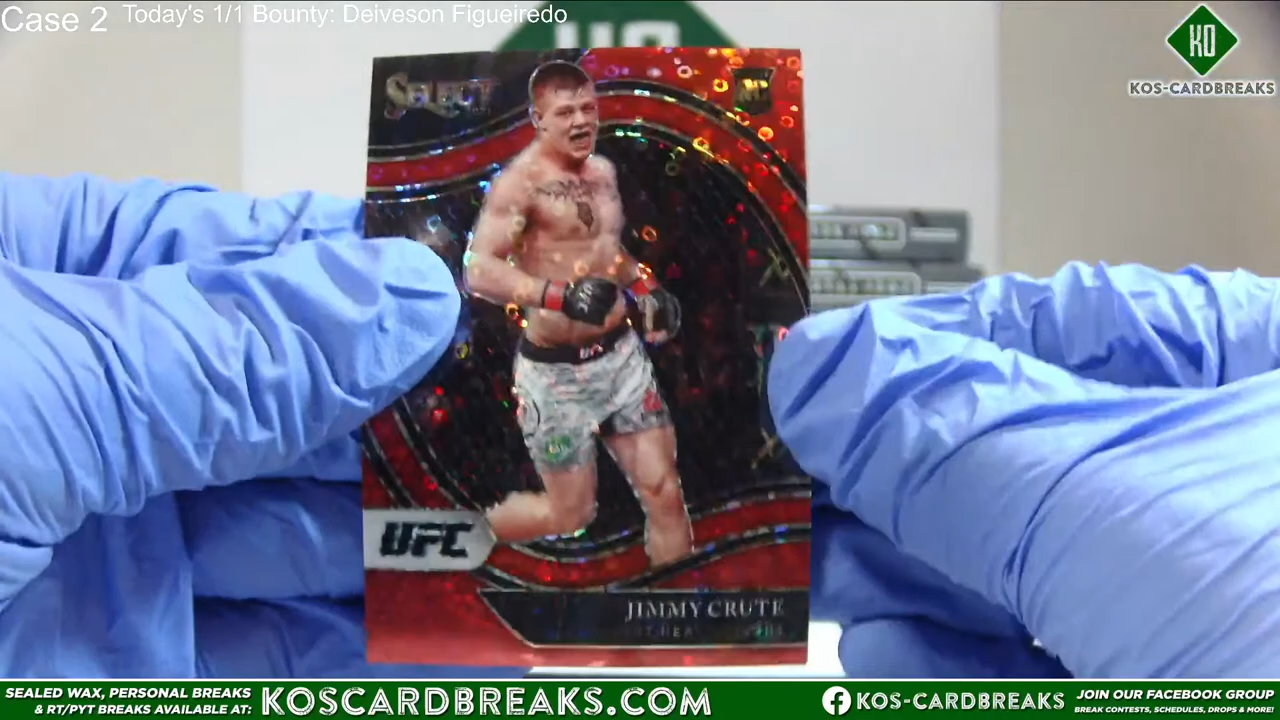 Case 2
Today's 1/1 Bounty: Deiveson Figueiredo
KO
KOS-CARDBREAKS
SELECT
RC
UFC
JIMMY CRUTE
SEALED WAX, PERSONAL BREAKS
& RT/PYT BREAKS AVAILABLE AT:
KOSCARDBREAKS.COM
KOS-CARDBREAKS
JOIN OUR FACEBOOK GROUP
BREAK CONTESTS, SCHEDULES, DROPS & MORE!